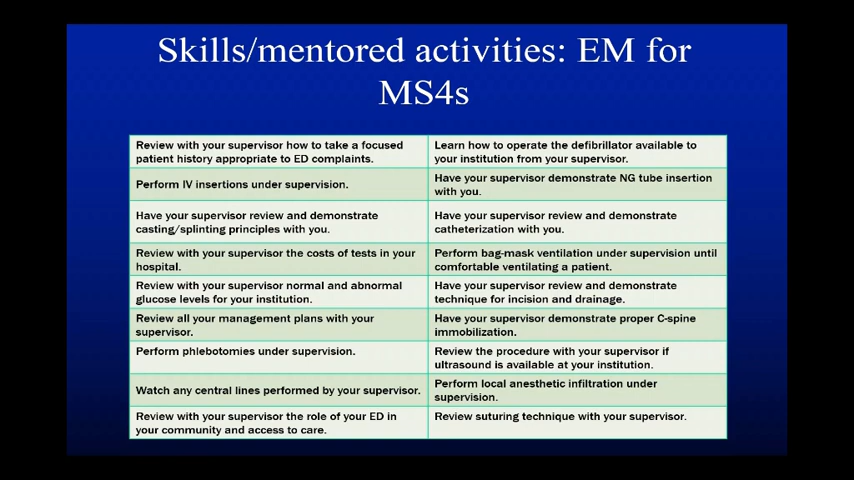 Skills/mentored activities: EM for
MS4s
Review with your supervisor how to take a focused
patient history appropriate to ED complaints.
Learn how to operate the defibrillator available to
your institution from your supervisor.
Perform IV insertions under supervision.
Have your supervisor demonstrate NG tube insertion
with you.
Have your supervisor review and demonstrate
casting/splinting principles with you.
Have your supervisor review and demonstrate
catheterization with you.
Review with your supervisor the costs of tests in your
hospital.
Perform bag-mask ventilation under supervision until
comfortable ventilating a patient.
Review with your supervisor normal and abnormal
glucose levels for your institution.
Have your supervisor review and demonstrate
technique for incision and drainage.
Review all your management plans with your
supervisor.
Have your supervisor demonstrate proper C-spine
immobilization.
Perform phlebotomies under supervision.
Review the procedure with your supervisor if
ultrasound is available at your institution.
Watch any central lines performed by your supervisor.
Perform local anesthetic infiltration under
supervision.
Review with your supervisor the role of your ED in
your community and access to care.
Review suturing technique with your supervisor.